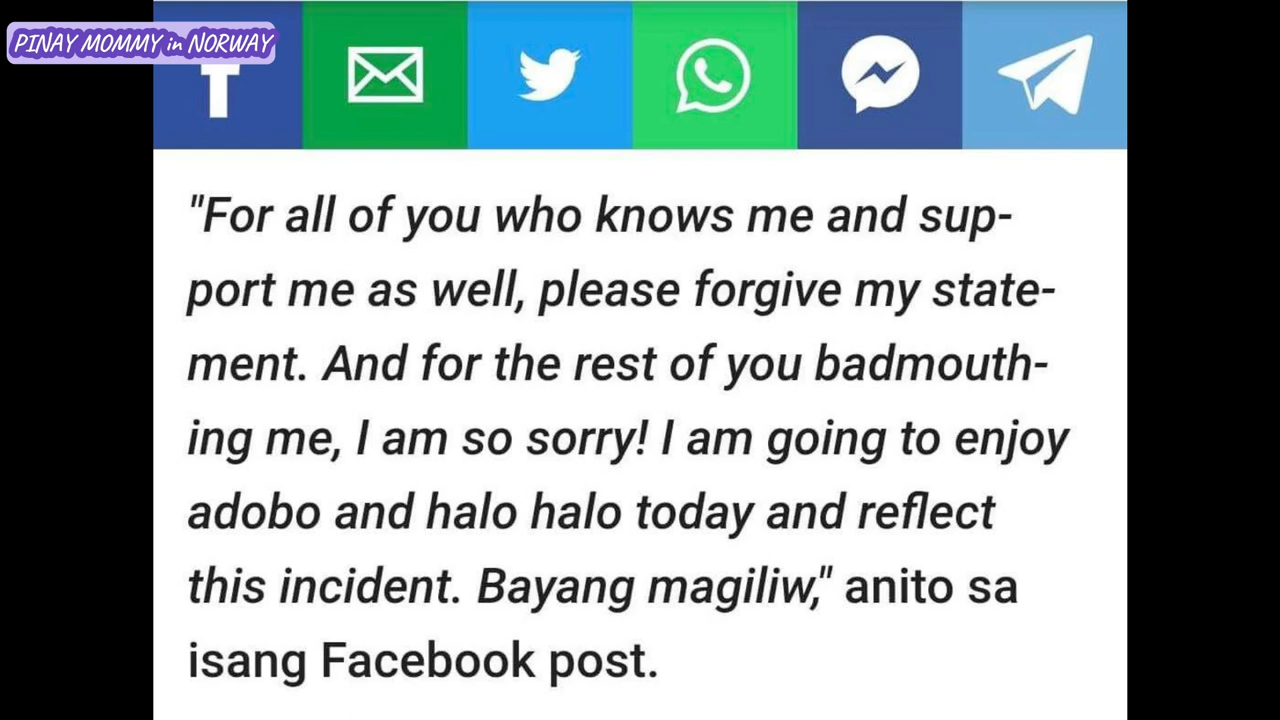 PINAY MOMMY in NORWAY
"For all of you who knows me and sup-
port me as well, please forgive my state-
ment. And for the rest of you badmouth-
ing me, I am so sorry! I am going to enjoy
adobo and halo halo today and reflect
this incident. Bayang magiliw," anito sa
isang Facebook post.